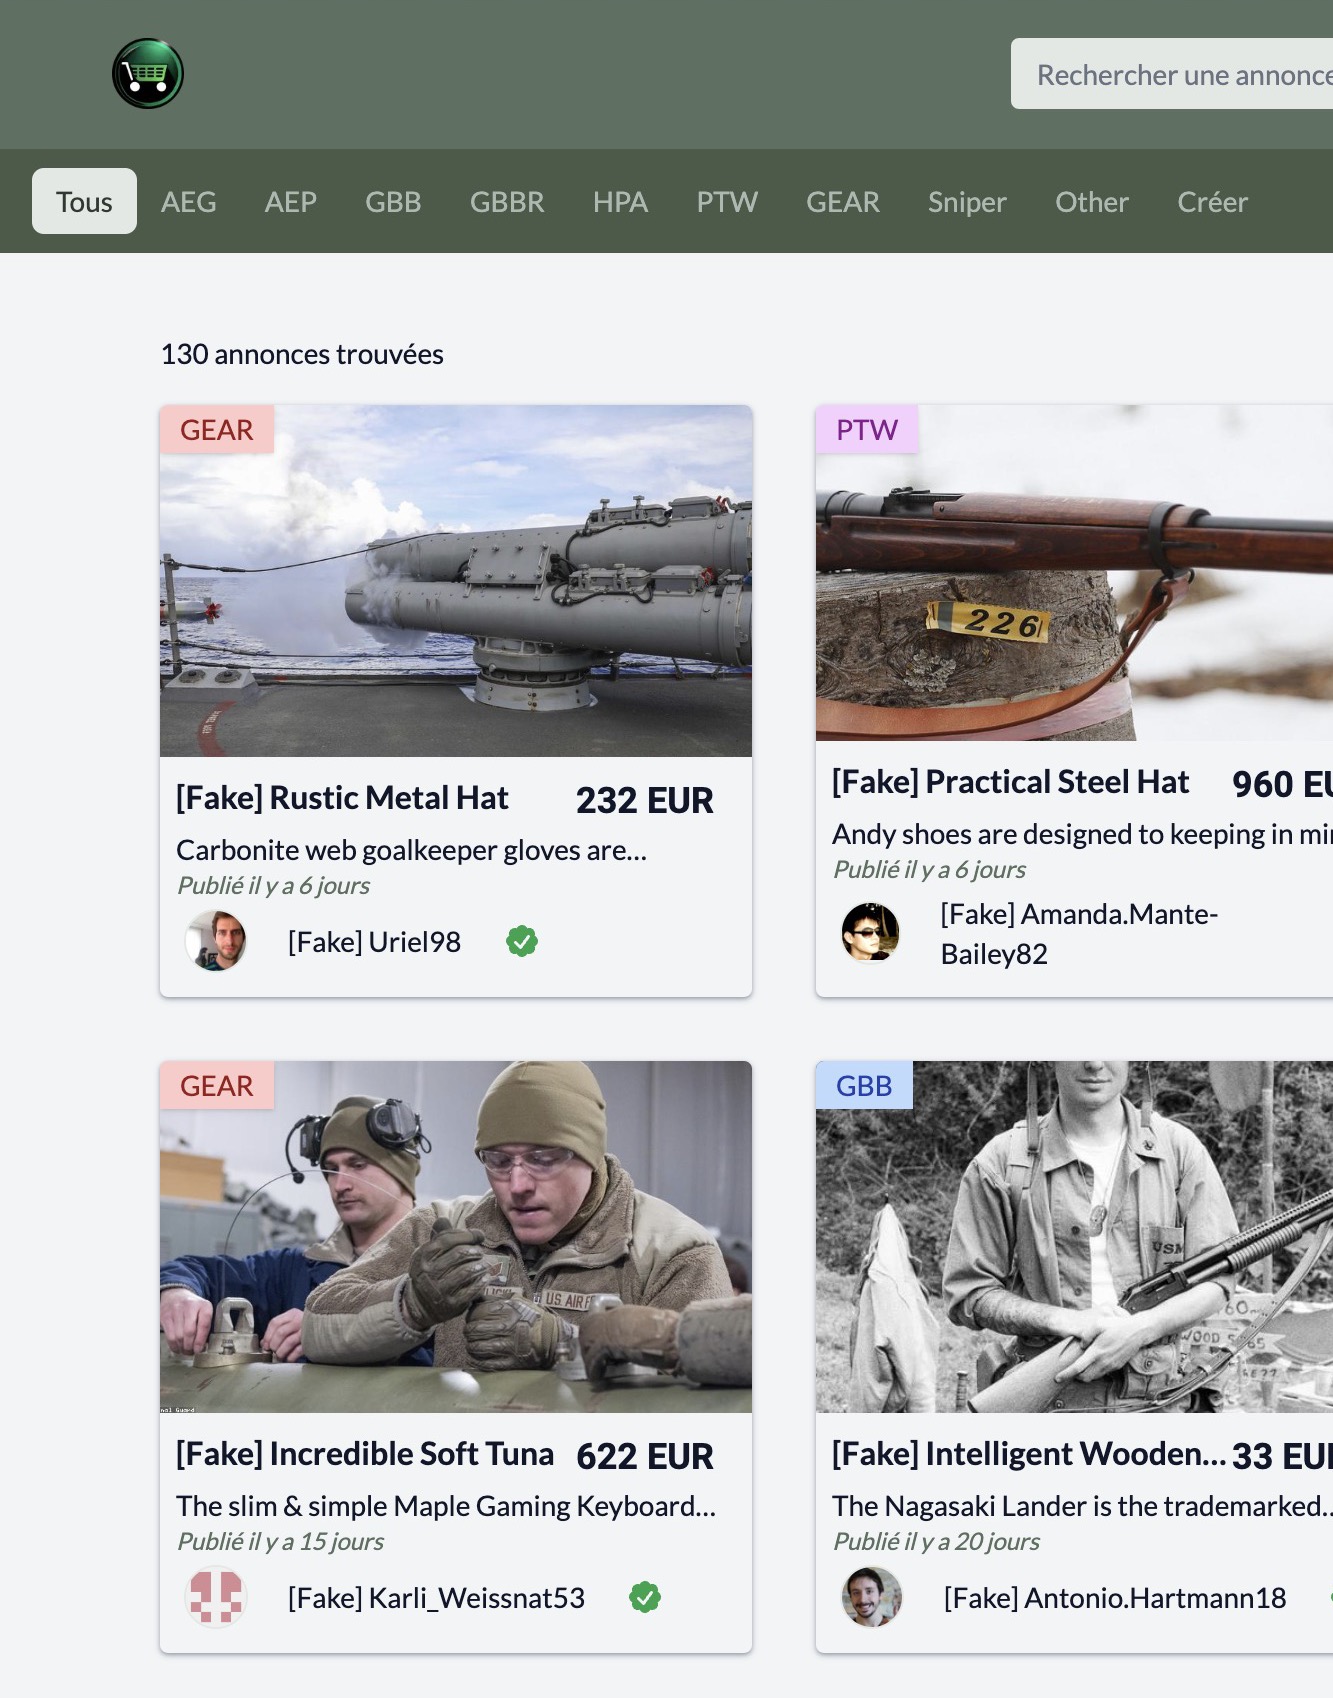 Rechercher une annonce
Tous AEG AEP GBB GBBR HPA PTW GEAR Sniper Other Créer
130 annonces trouvées
GEAR
[Fake] Rustic Metal Hat 232 EUR
Carbonite web goalkeeper gloves are...
Publié il y a 6 jours
[Fake] Uriel98
PTW
226
[Fake] Practical Steel Hat 960
Andy shoes are designed to keeping in
Publié il y a 6 jours
[Fake] Amanda.Mante-
Bailey82
GEAR
U.S. AIR
[Fake] Incredible Soft Tuna 622 EUR
The slim & simple Maple Gaming Keyboard...
Publié il y a 15 jours
[Fake] Karli_Weissnat53
GBB
USM
[Fake] Intelligent Wooden... 33
The Nagasaki Lander is the trademarked..
Publié il y a 20 jours
[Fake] Antonio.Hartmann18